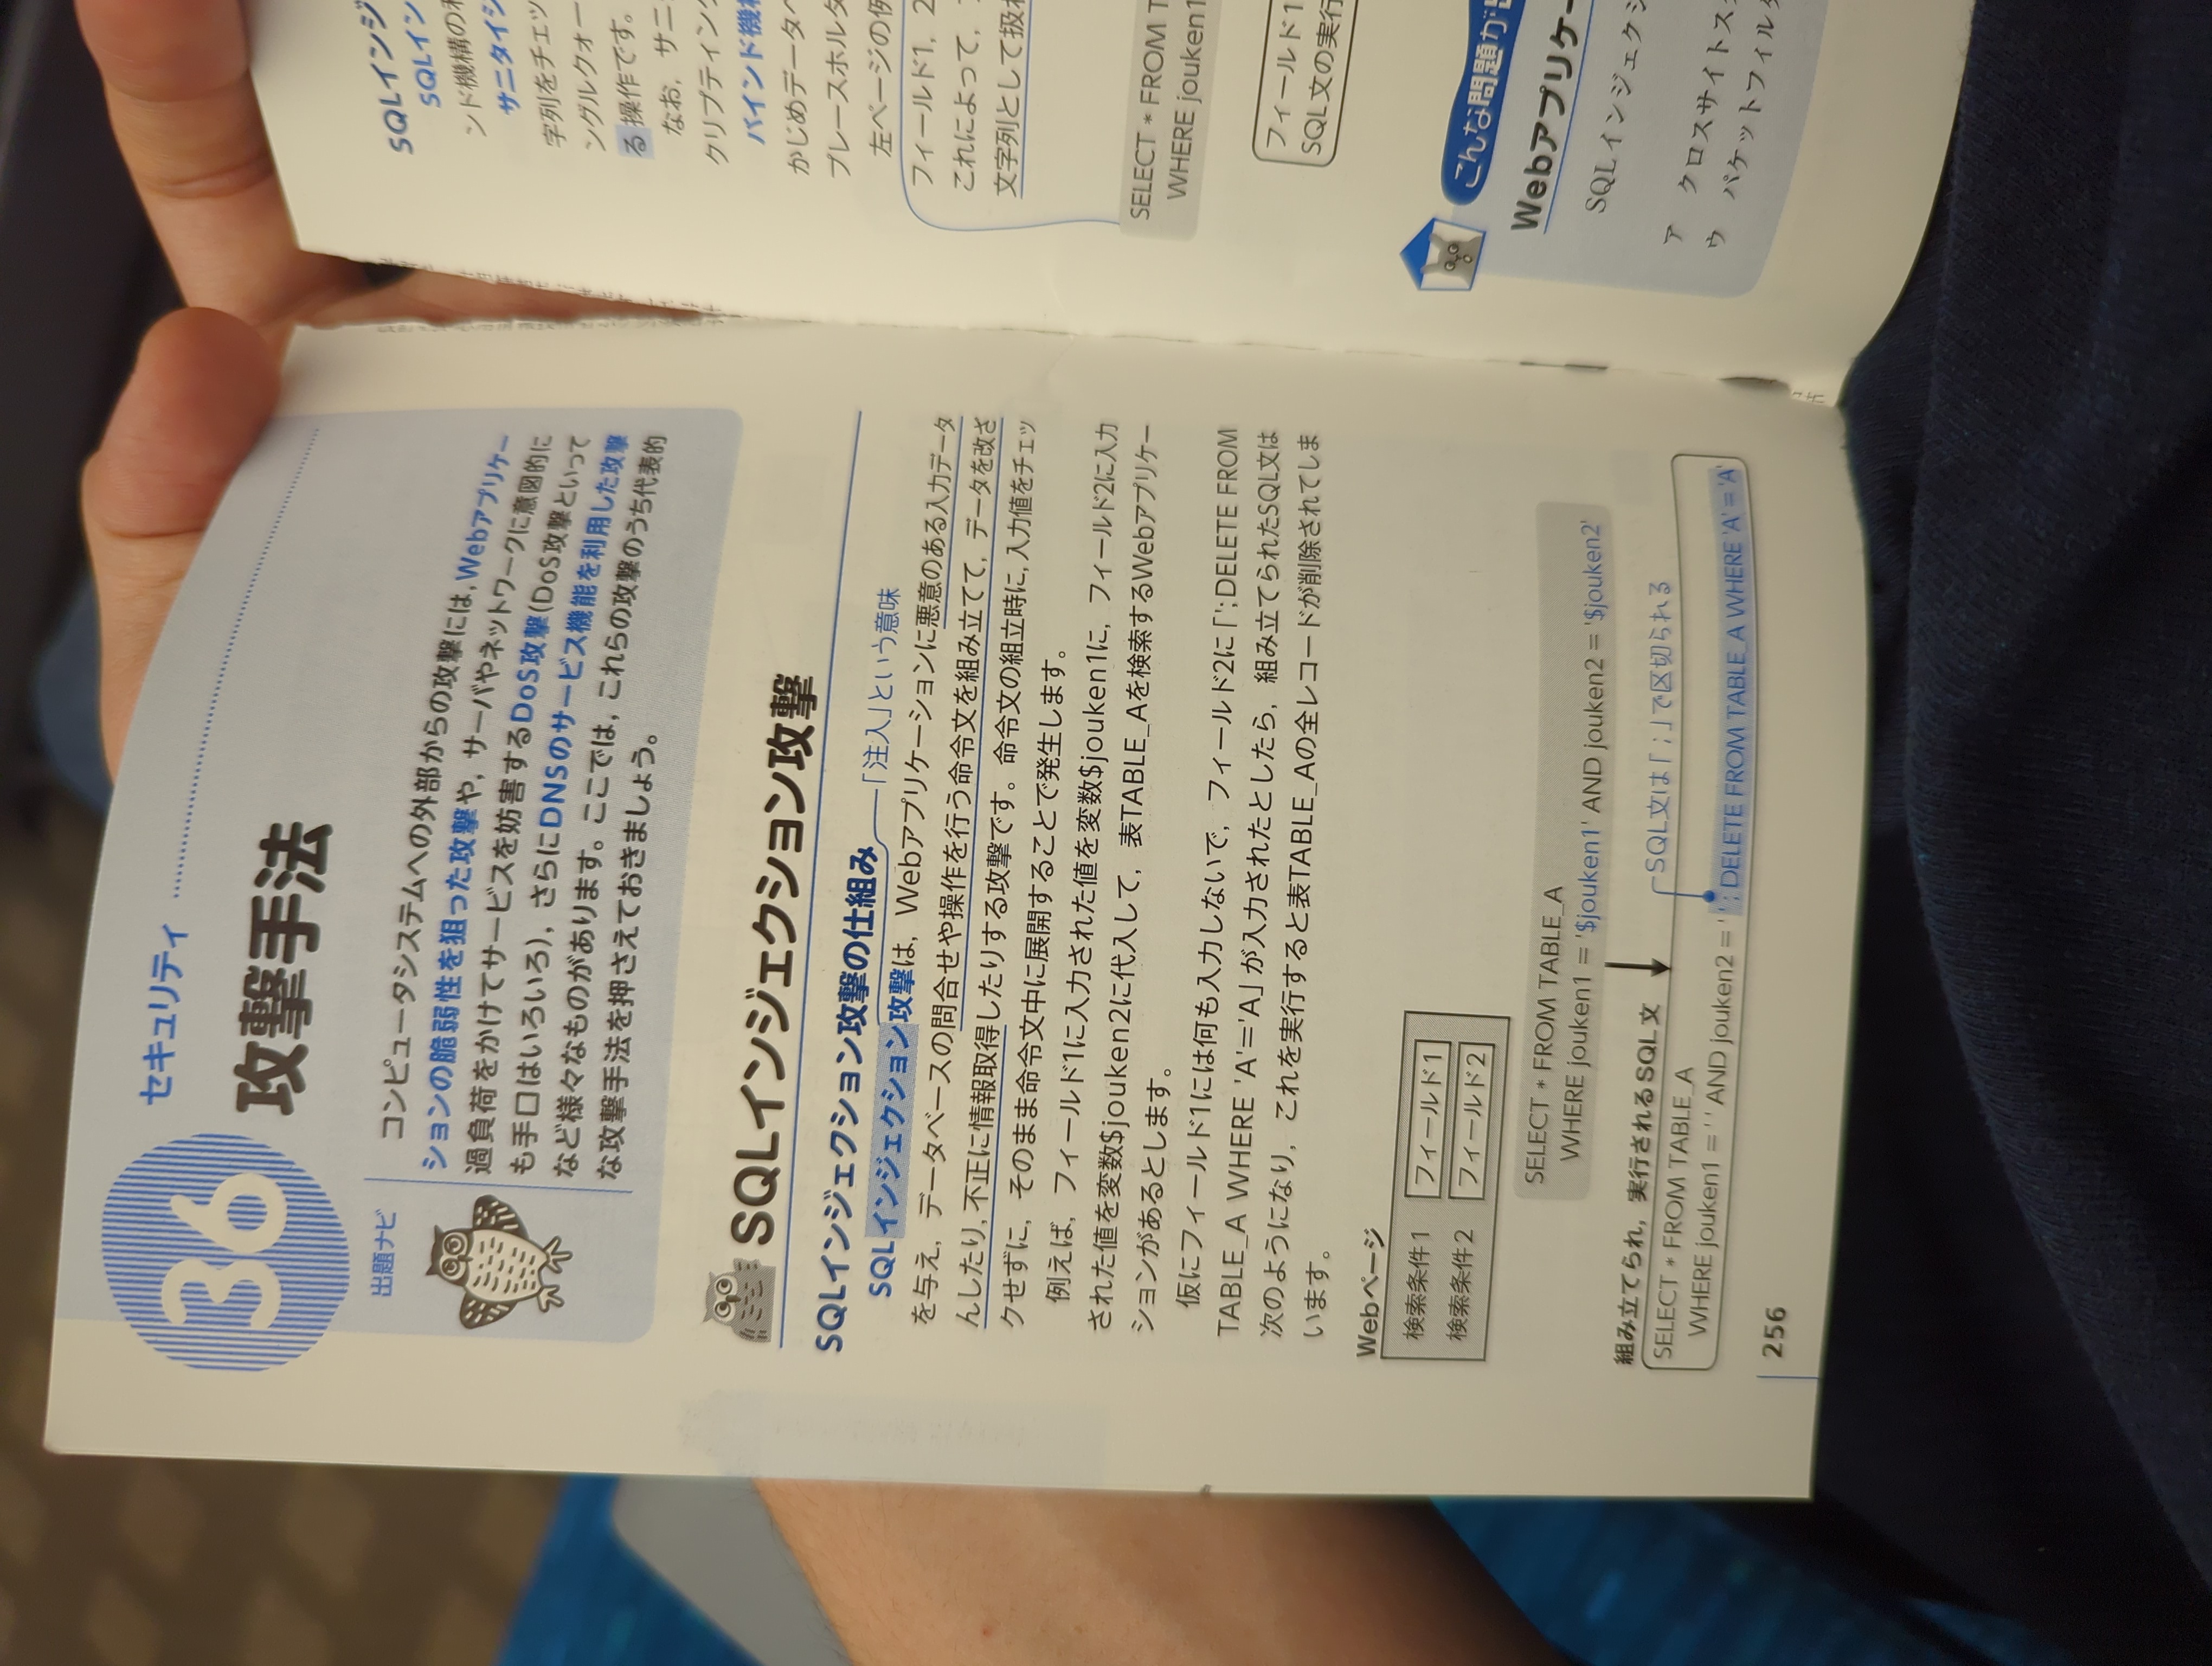 36
セキュリティ
攻撃手法
出題ナビ
コンピュータシステムへの外部からの攻撃には，Webアプリケー
ションの脆弱性を狙った攻撃や，サーバやネットワークに意図的に
過負荷をかけてサービスを妨害するDoS攻撃(DoS攻撃といって
も手口はいろいろ)，さらにDNSのサービス機能を利用した攻撃
など様々なものがあります。ここでは，これらの攻撃のうち代表的
な攻撃手法を押さえておきましょう。
SQLインジェクション攻撃
SQLインジェクション攻撃の仕組み
「注入」という意味
SQLインジェクション攻撃は，Webアプリケーションに悪意のある入力データ
を与え，データベースの問合せや操作を行う命令文を組み立てて，データを改ざ
んしたり，不正に情報取得したりする攻撃です。命令文の組立時に，入力値をチェッ
クせずに，そのまま命令文中に展開することで発生します。
例えば，フィールド1に入力された値を変数$jouken1に，フィールド2に入力
された値を変数$jouken2に代入して，表TABLE_Aを検索するWebアプリケー
ションがあるとします。
仮にフィールド1には何も入力しないで，フィールド2に「';DELETE FROM
TABLE_A WHERE 'A'='A」が入力されたとしたら，組み立てられたSQL文は
次のようになり，これを実行すると表TABLE_Aの全レコードが削除されてしま
います。
Webページ
検索条件1 フィールド1
検索条件2 フィールド2
SELECT * FROM TABLE_A
WHERE jouken1 = '$jouken1' AND jouken2 = '$jouken2'
組み立てられ，実行されるSQL文
SQL文は「；」で区切られる
SELECT * FROM TABLE_A
WHERE jouken1 = ' ' AND jouken2 = ' ' ; DELETE FROM TABLE_A WHERE 'A' = 'A'
256
SQLインジ
SQLイン
ンド機構の
サニタイシ
字列をチェッ
ングルクォー
る操作です。
なお，サニ
クリプティング
バインド機構
かじめデータベ
プレースホルダ
左ページの例
フィールド1，2
これによって，
文字列として扱わ
SELECT * FROM T
WHERE jouken1
フィールド1
SQL文の実行
こんな問題が出
Webアプリケー
SQLインジェクシ
ア クロスサイトス
ウ パケットフィルタ